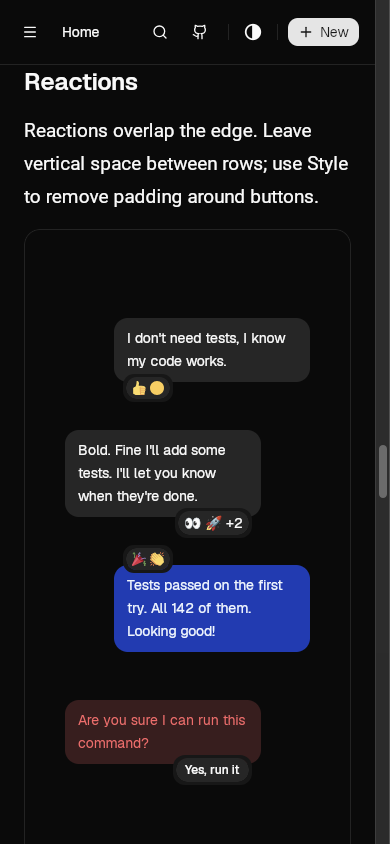 Home
New
Reactions
Reactions overlap the edge. Leave
vertical space between rows; use Style
to remove padding around buttons.
I don't need tests, I know
my code works.
👍
Bold. Fine I'll add some
tests. I'll let you know
when they're done.
👀 🚀 +2
🎉 👏
Tests passed on the first
try. All 142 of them.
Looking good!
Are you sure I can run this
command?
Yes, run it